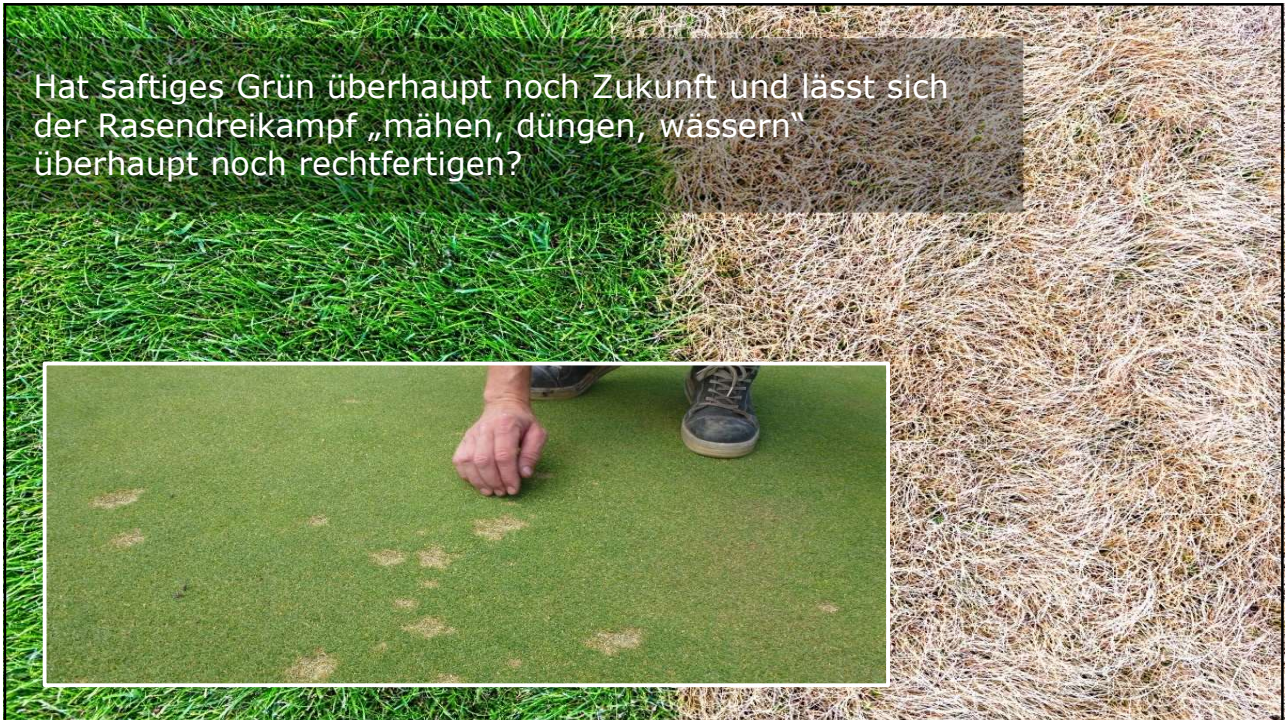 Hat saftiges Grün überhaupt noch Zukunft und lässt sich
der Rasendreikampf „mähen, düngen, wässern“
überhaupt noch rechtfertigen?